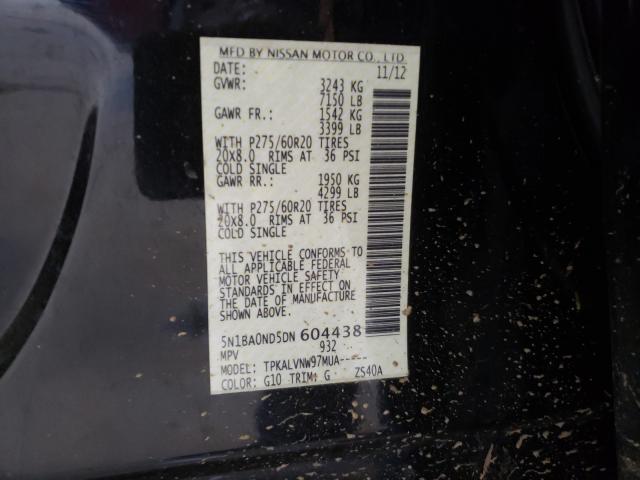 MFD BY NISSAN MOTOR CO., LTD.
DATE: 11/12
GVWR: 3243 KG
7150 LB
GAWR FR.: 1542 KG
3399 LB
WITH P275/60R20 TIRES
20X8.0 RIMS AT 36 PSI
COLD SINGLE
GAWR RR.: 1950 KG
4299 LB
WITH P275/60R20 TIRES
20X8.0 RIMS AT 36 PSI
COLD SINGLE
THIS VEHICLE CONFORMS TO
ALL APPLICABLE FEDERAL
MOTOR VEHICLE SAFETY
STANDARDS IN EFFECT ON
THE DATE OF MANUFACTURE
SHOWN ABOVE.
5N1BA0ND5DN 604438
MPV 932
MODEL: TPKALVNW97MUA-----
COLOR: G10 TRIM: G ZS40A